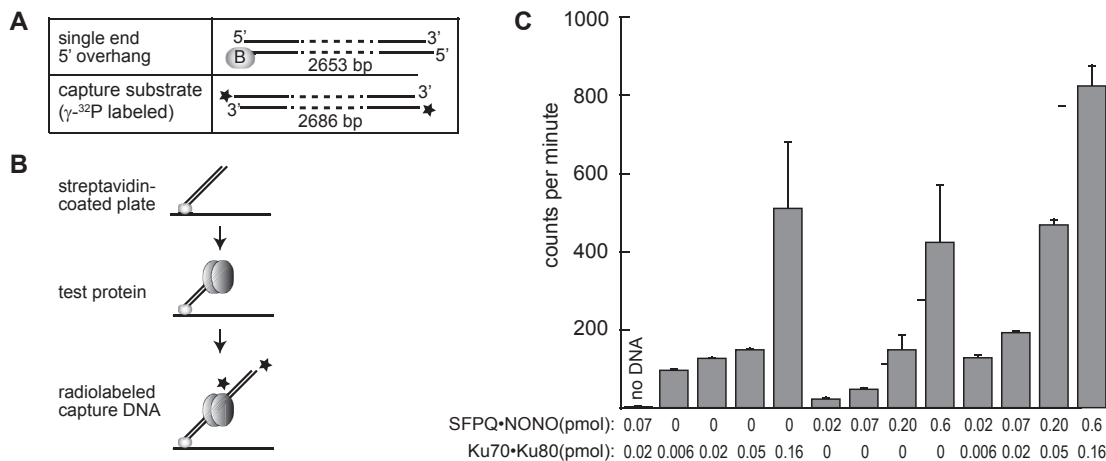 A
single end
5' overhang
5'
3'
B
5'
2653 bp
capture substrate
(γ-³²P labeled)
3'
3'
2686 bp
B
streptavidin-
coated plate
test protein
radiolabeled
capture DNA
C
counts per minute
1000
800
600
400
200
no DNA
SFPQ•NONO(pmol): 0.07 0 0 0 0 0.02 0.07 0.20 0.6 0.02 0.07 0.20 0.6
Ku70•Ku80(pmol): 0.02 0.006 0.02 0.05 0.16 0 0 0 0 0.006 0.02 0.05 0.16